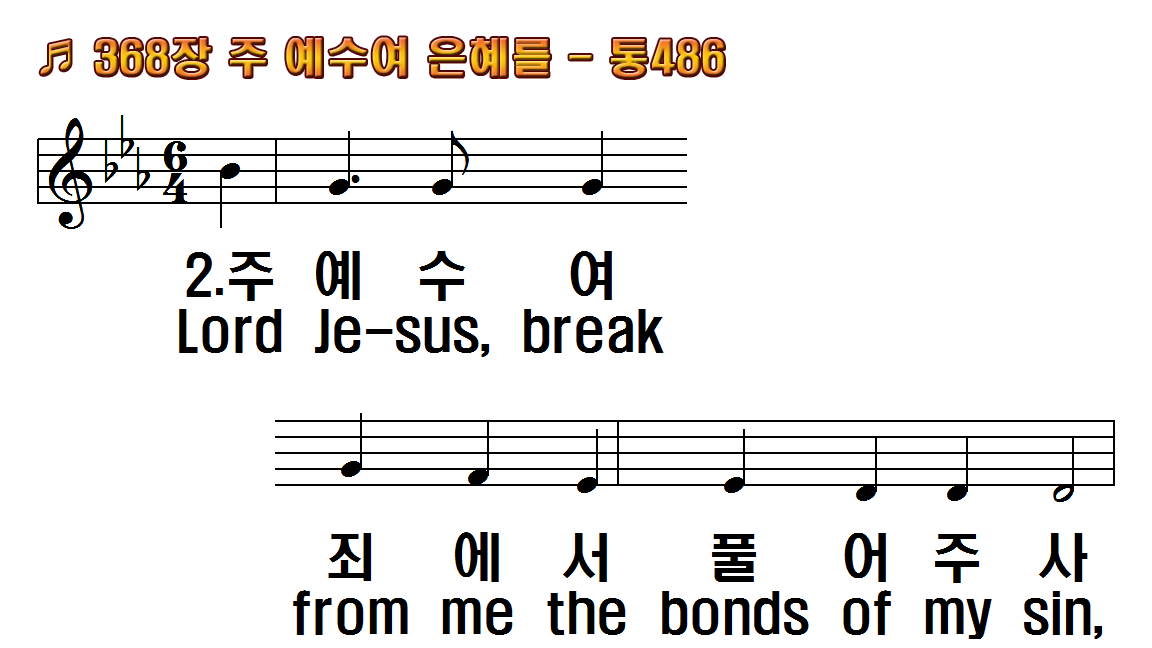 ♬ 368장 주 예수여 은혜를 - 통486
2.주 예 수 여
Lord Je-sus, break
죄 에 서 풀 어 주 사
from me the bonds of my sin,